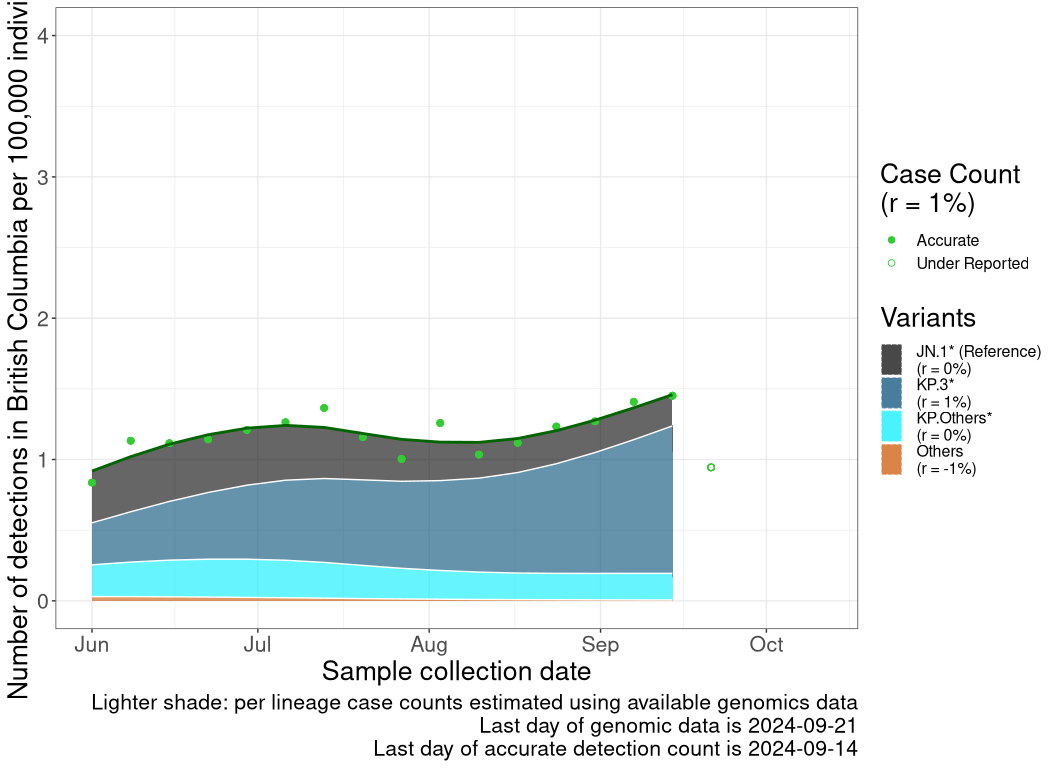 Number of detections in British Columbia per 100,000
4
3
2
1
0
Jun
Jul
Aug
Sep
Oct
Sample collection date
Lighter shade: per lineage case counts estimated using available genomics data
Last day of genomic data is 2024-09-21
Last day of accurate detection count is 2024-09-14
Case Count
(r = 1%)
Accurate
Under Reported
Variants
JN.1* (Reference)
(r = 0%)
KP.3*
(r = 1%)
KP.Others*
(r = 0%)
Others
(r = -1%)